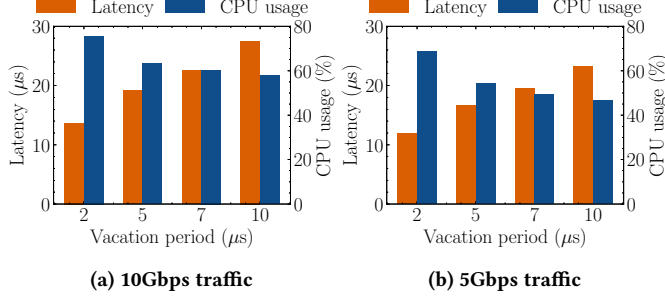 Latency CPU usage
30
20
10
0
Latency (μs)
80
60
40
20
0
CPU usage (%)
2 5 7 10
Vacation period (μs)
(a) 10Gbps traffic
Latency CPU usage
30
20
10
0
Latency (μs)
80
60
40
20
0
CPU usage (%)
2 5 7 10
Vacation period (μs)
(b) 5Gbps traffic